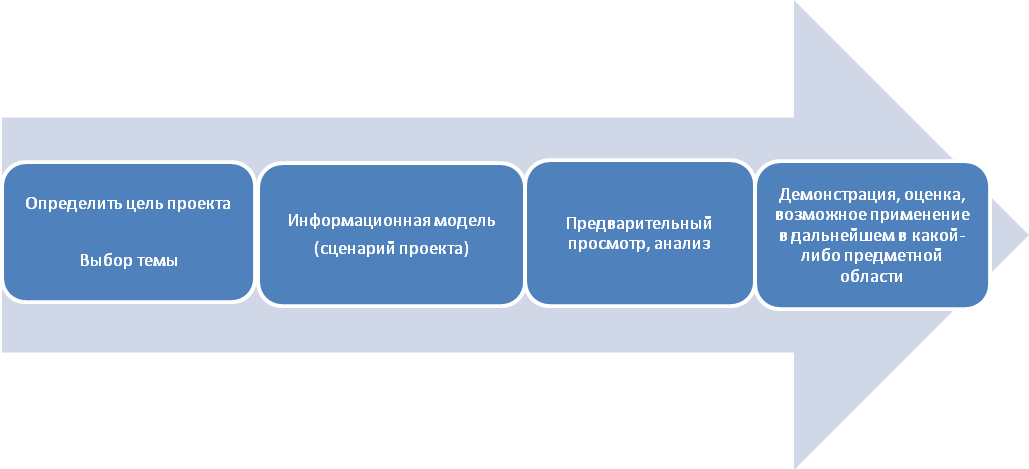 Определить цель проекта
Выбор темы
Информационная модель
(сценарий проекта)
Предварительный
просмотр, анализ
Демонстрация, оценка,
возможное применение
в дальнейшем в какой-
либо предметной
области